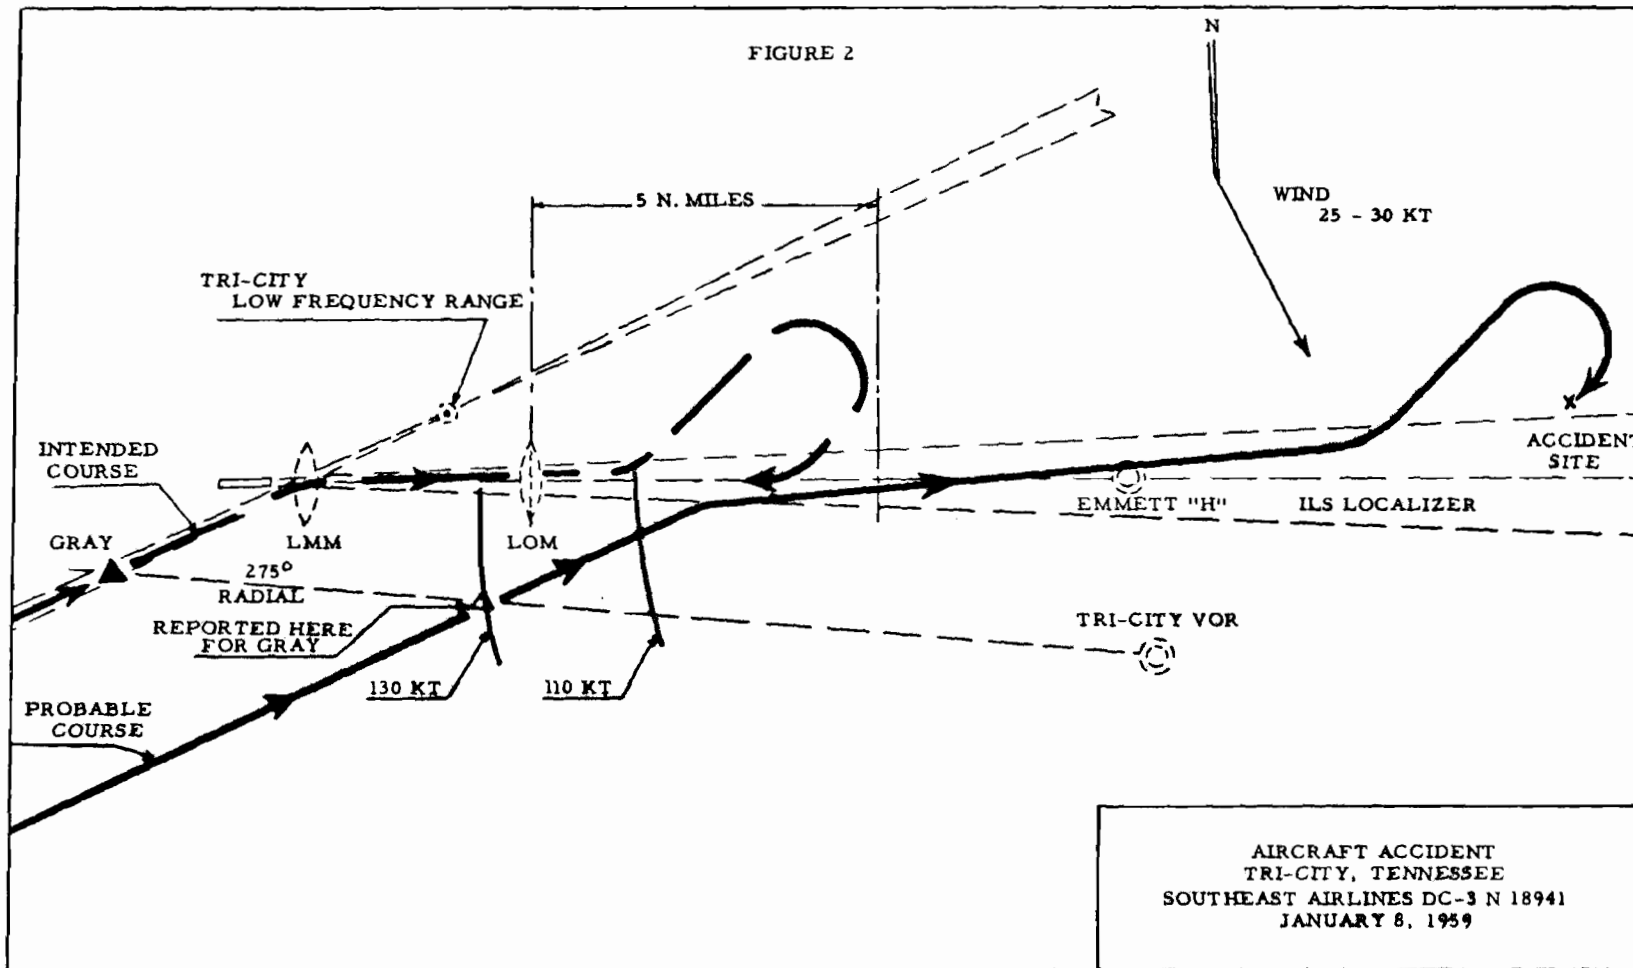 FIGURE 2
N
5 N. MILES
WIND
25 - 30 KT
TRI-CITY
LOW FREQUENCY RANGE
INTENDED
COURSE
GRAY
LMM
LOM
EMMETT "H"
ILS LOCALIZER
X
ACCIDENT
SITE
275°
RADIAL
REPORTED HERE
FOR GRAY
TRI-CITY VOR
130 KT
110 KT
PROBABLE
COURSE
AIRCRAFT ACCIDENT
TRI-CITY, TENNESSEE
SOUTHEAST AIRLINES DC-3 N 18941
JANUARY 8, 1959